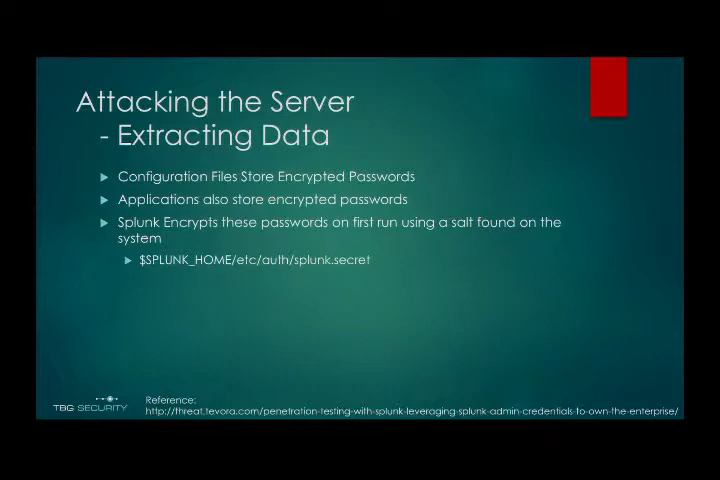 Attacking the Server
- Extracting Data
Configuration Files Store Encrypted Passwords
Applications also store encrypted passwords
Splunk Encrypts these passwords on first run using a salt found on the
system
$SPLUNK_HOME/etc/auth/splunk.secret
TBG SECURITY
Reference:
http://threat.tevora.com/penetration-testing-with-splunk-leveraging-splunk-admin-credentials-to-own-the-enterprise/